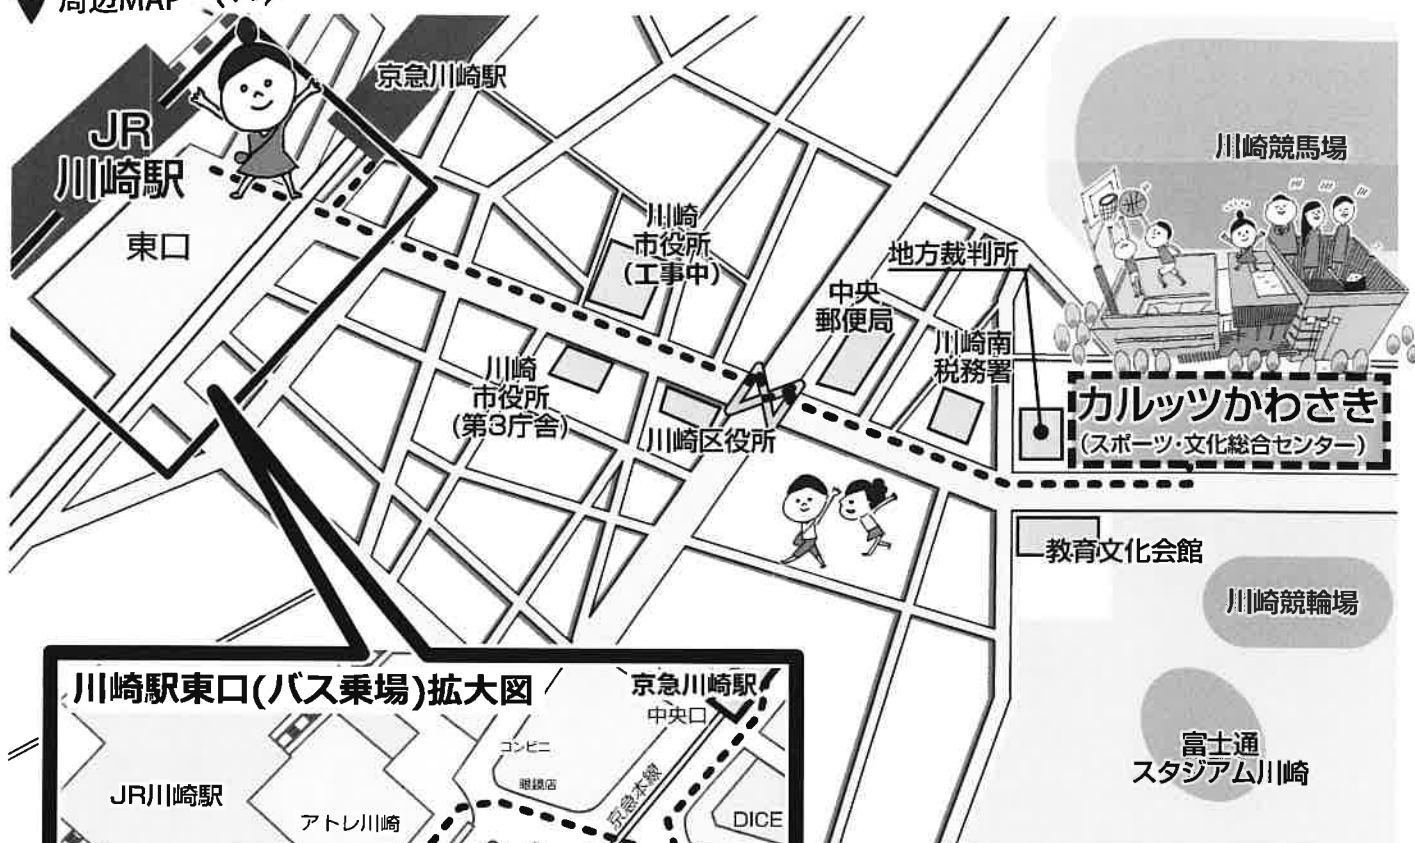 周辺MAP
京急川崎駅
JR
川崎駅
東口
川崎競馬場
川崎
市役所
(工事中)
地方裁判所
中央
郵便局
川崎南
税務署
川崎
市役所
(第3庁舎)
川崎区役所
カルッツかわさき
(スポーツ・文化総合センター)
教育文化会館
川崎競輪場
富士通
スタジアム川崎
川崎駅東口(バス乗場)拡大図
京急川崎駅
中央口
コンビニ
眼鏡店
京急本線
JR川崎駅
アトレ川崎
DICE